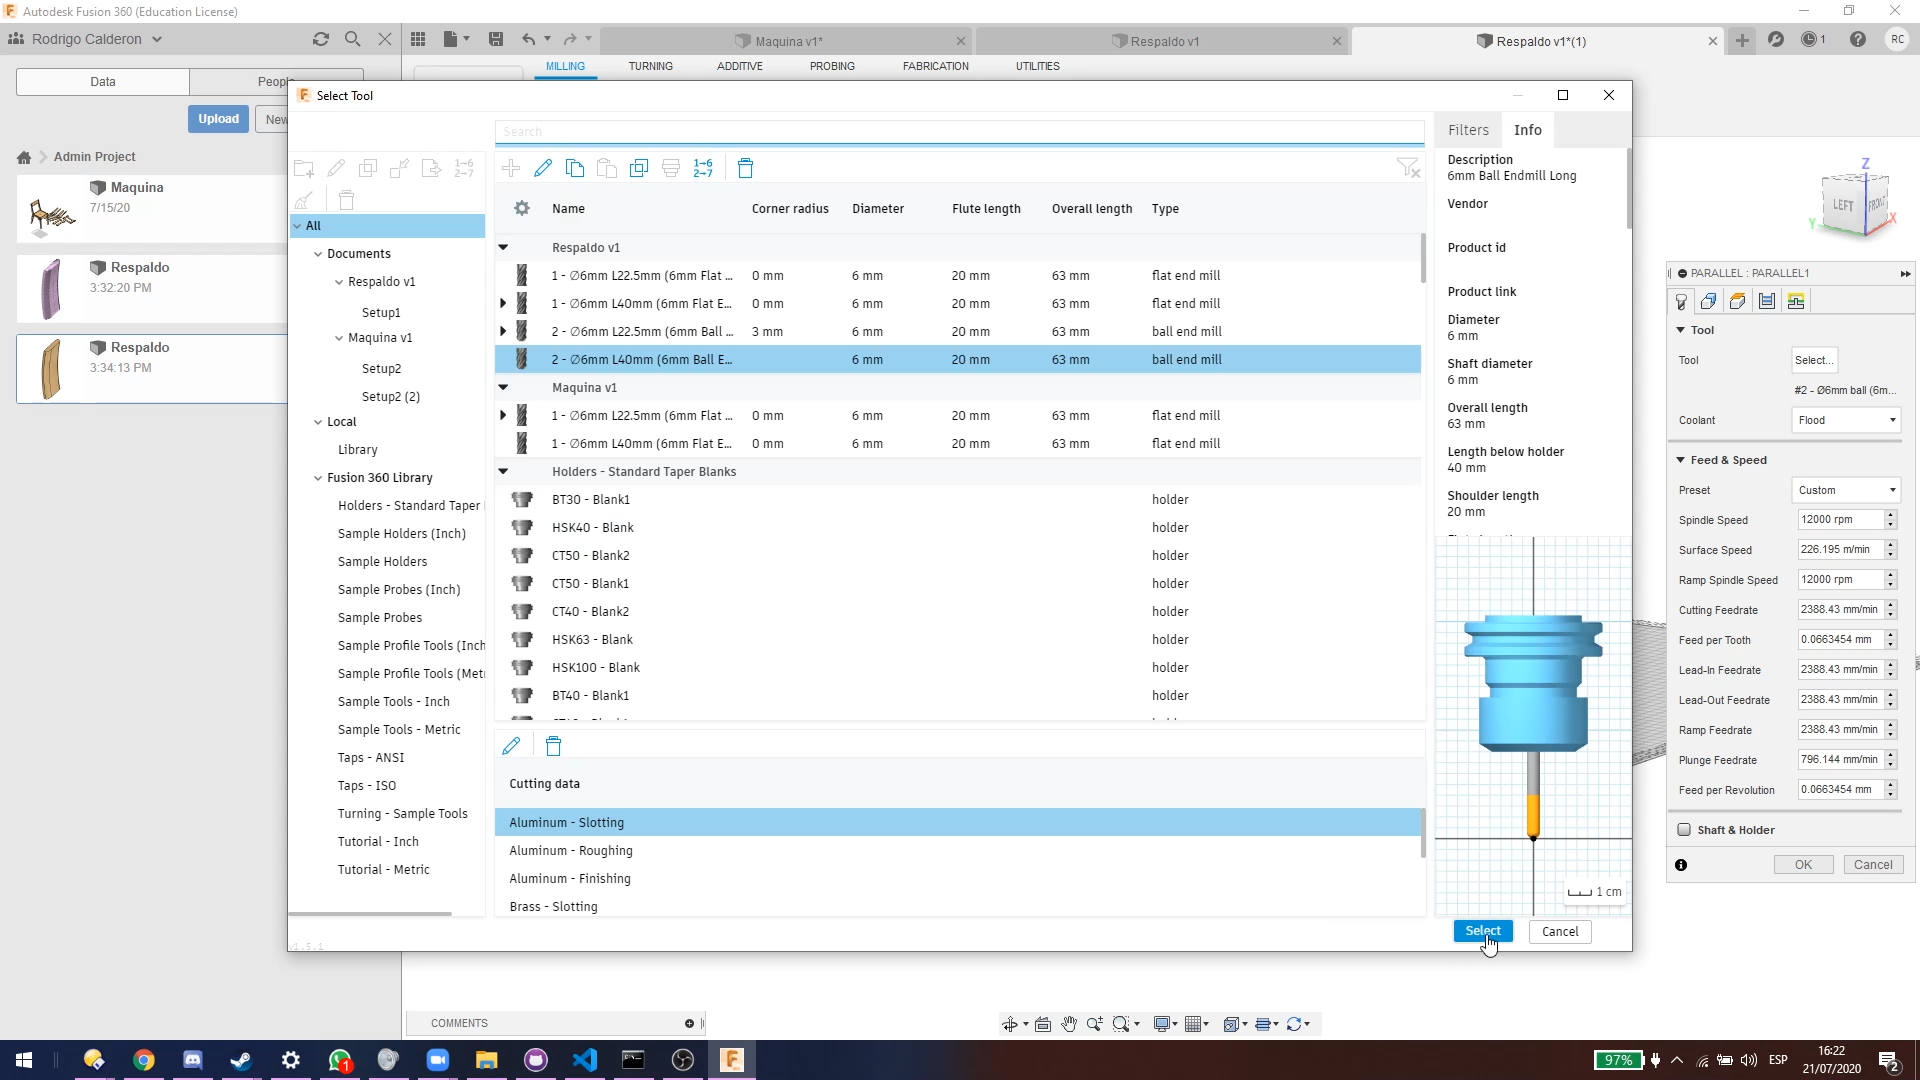 Autodesk Fusion 360 (Education License)
Rodrigo Calderon
Maquina v1*
Respaldo v1
Respaldo v1*(1)
1
RC
Data
MILLING
TURNING
ADDITIVE
PROBING
FABRICATION
UTILITIES
Upload
Admin Project
Maquina
7/15/20
Respaldo
3:32:20 PM
Respaldo
3:34:13 PM
Select Tool
Search
Filters
Info
All
Documents
Respaldo v1
Setup1
Maquina v1
Setup2
Setup2 (2)
Local
Library
Fusion 360 Library
Holders - Standard Taper
Sample Holders (Inch)
Sample Holders
Sample Probes (Inch)
Sample Probes
Sample Profile Tools (Inch
Sample Profile Tools (Metr
Sample Tools - Inch
Sample Tools - Metric
Taps - ANSI
Taps - ISO
Turning - Sample Tools
Tutorial - Inch
Tutorial - Metric
v1.5.1
Name Corner radius Diameter Flute length Overall length Type
Respaldo v1
1 - ∅6mm L22.5mm (6mm Flat ... 0 mm 6 mm 20 mm 63 mm flat end mill
1 - ∅6mm L40mm (6mm Flat E... 0 mm 6 mm 20 mm 63 mm flat end mill
2 - ∅6mm L22.5mm (6mm Ball ... 3 mm 6 mm 20 mm 63 mm ball end mill
2 - ∅6mm L40mm (6mm Ball E... 6 mm 20 mm 63 mm ball end mill
Maquina v1
1 - ∅6mm L22.5mm (6mm Flat ... 0 mm 6 mm 20 mm 63 mm flat end mill
1 - ∅6mm L40mm (6mm Flat E... 0 mm 6 mm 20 mm 63 mm flat end mill
Holders - Standard Taper Blanks
BT30 - Blank1 holder
HSK40 - Blank holder
CT50 - Blank2 holder
CT50 - Blank1 holder
CT40 - Blank2 holder
HSK63 - Blank holder
HSK100 - Blank holder
BT40 - Blank1 holder
Cutting data
Aluminum - Slotting
Aluminum - Roughing
Aluminum - Finishing
Brass - Slotting
Description
6mm Ball Endmill Long
Vendor
Product id
Product link
Diameter
6 mm
Shaft diameter
6 mm
Overall length
63 mm
Length below holder
40 mm
Shoulder length
20 mm
1 cm
Select
Cancel
Z
LEFT
FRONT
Y
X
PARALLEL : PARALLEL1
Tool
Tool Select...
#2 - Ø6mm ball (6m...
Coolant Flood
Feed & Speed
Preset Custom
Spindle Speed 12000 rpm
Surface Speed 226.195 m/min
Ramp Spindle Speed 12000 rpm
Cutting Feedrate 2388.43 mm/min
Feed per Tooth 0.0663454 mm
Lead-In Feedrate 2388.43 mm/min
Lead-Out Feedrate 2388.43 mm/min
Ramp Feedrate 2388.43 mm/min
Plunge Feedrate 796.144 mm/min
Feed per Revolution 0.0663454 mm
Shaft & Holder
OK
Cancel
COMMENTS
97%
ESP
16:22
21/07/2020
2